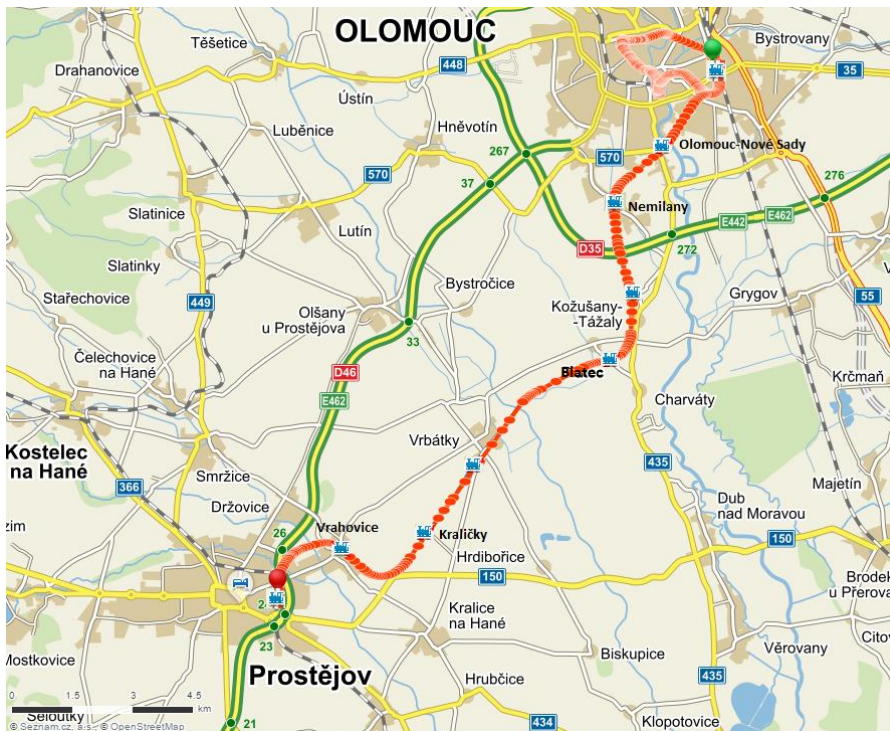 OLOMOUC
Bystrovany
Těšetice
448
35
Drahanovice
Ústín
Hněvotín
Luběnice
267
570
Olomouc-Nové Sady
37
276
570
Slatinice
Nemilany
E462
E442
Lutín
272
D35
Slatinky
Bystročice
Stařechovice
449
Olšany
u Prostějova
Kožušany-
-Tážaly
Grygov
55
33
Čelechovice
na Hané
D46
Blatec
Krčmaň
E462
Charváty
Vrbátky
Kostelec
na Hané
Smržice
435
Majetín
366
Držovice
Dub
nad Moravou
Vrahovice
26
Kraličky
150
Hrdibořice
150
Brodek
u Přerova
Kralice
na Hané
23
Věrovany
Mostkovice
Biskupice
Prostějov
435
Hrubčice
0 1.5 3 4.5
km
21
434
Klopotovice
© Seznam.cz, a.s., © OpenStreetMap